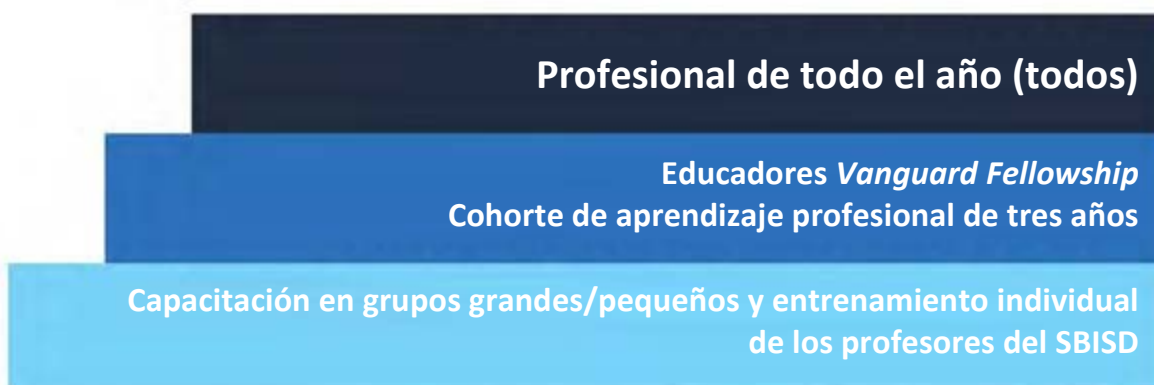 Profesional de todo el año (todos)
Educadores Vanguard Fellowship
Cohorte de aprendizaje profesional de tres años
Capacitación en grupos grandes/pequeños y entrenamiento individual
de los profesores del SBISD